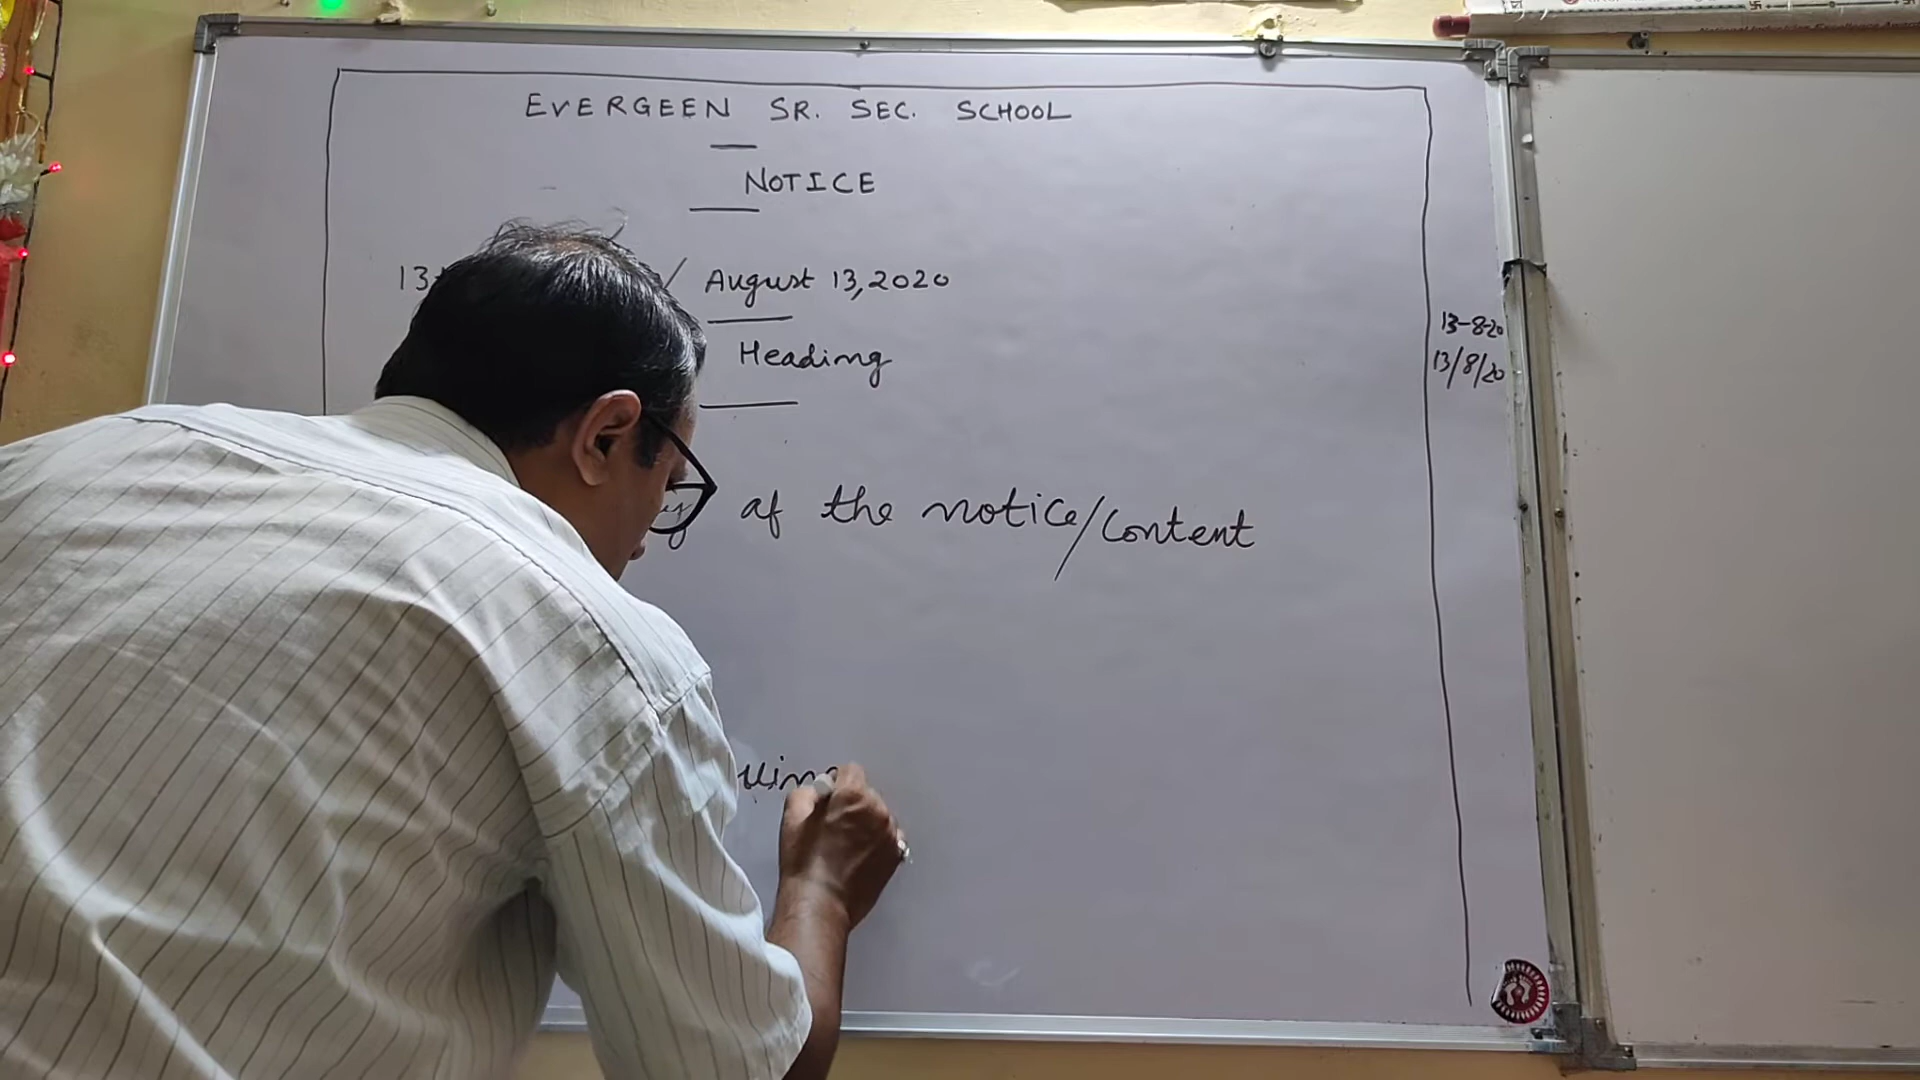 EVERGEEN SR. SEC. SCHOOL
NOTICE
13 / August 13, 2020
Heading
13-8-20
13/8/20
of the notice/content